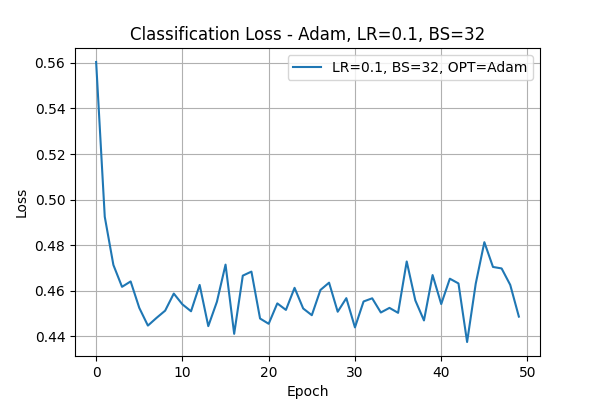 Classification Loss - Adam, LR=0.1, BS=32
LR=0.1, BS=32, OPT=Adam
0.56
0.54
0.52
0.50
0.48
0.46
0.44
Loss
0 10 20 30 40 50
Epoch